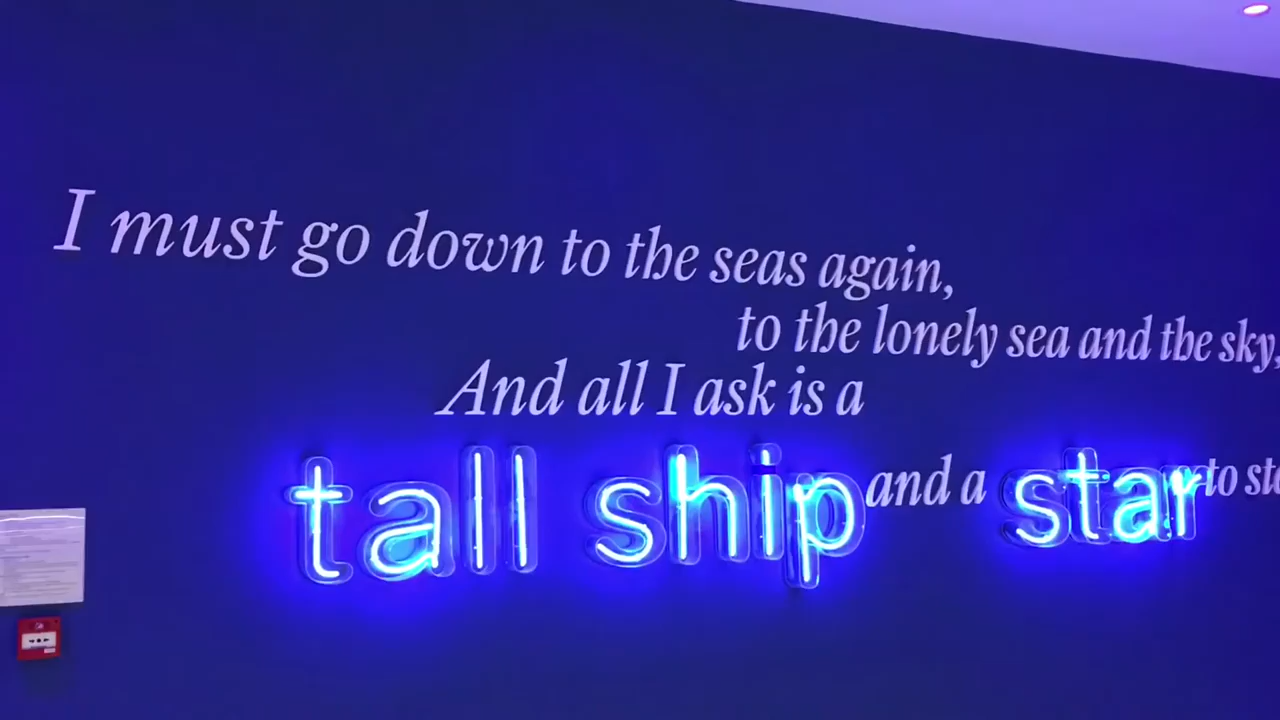 I must go down to the seas again,
to the lonely sea and the sky,
And all I ask is a
tall ship and a star to